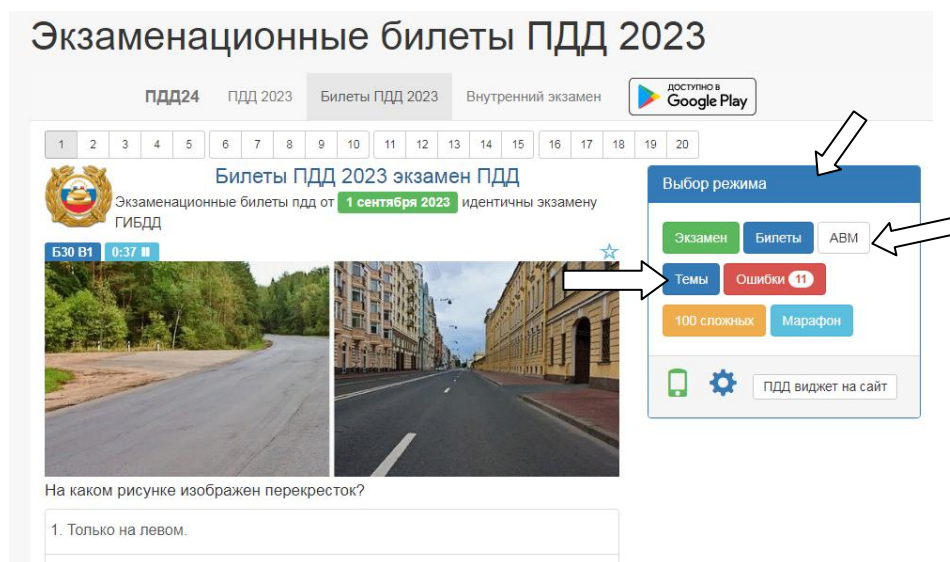 Экзаменационные билеты ПДД 2023
ПДД24 ПДД 2023 Билеты ПДД 2023 Внутренний экзамен ДОСТУПНО В Google Play
1 2 3 4 5 6 7 8 9 10 11 12 13 14 15 16 17 18 19 20
Билеты ПДД 2023 экзамен ПДД
Экзаменационные билеты пдд от 1 сентября 2023 идентичны экзамену
ГИБДД
Б30 В1 0:37
На каком рисунке изображен перекресток?
1. Только на левом.
Выбор режима
Экзамен Билеты АВМ
Темы Ошибки 11
100 сложных Марафон
ПДД виджет на сайт